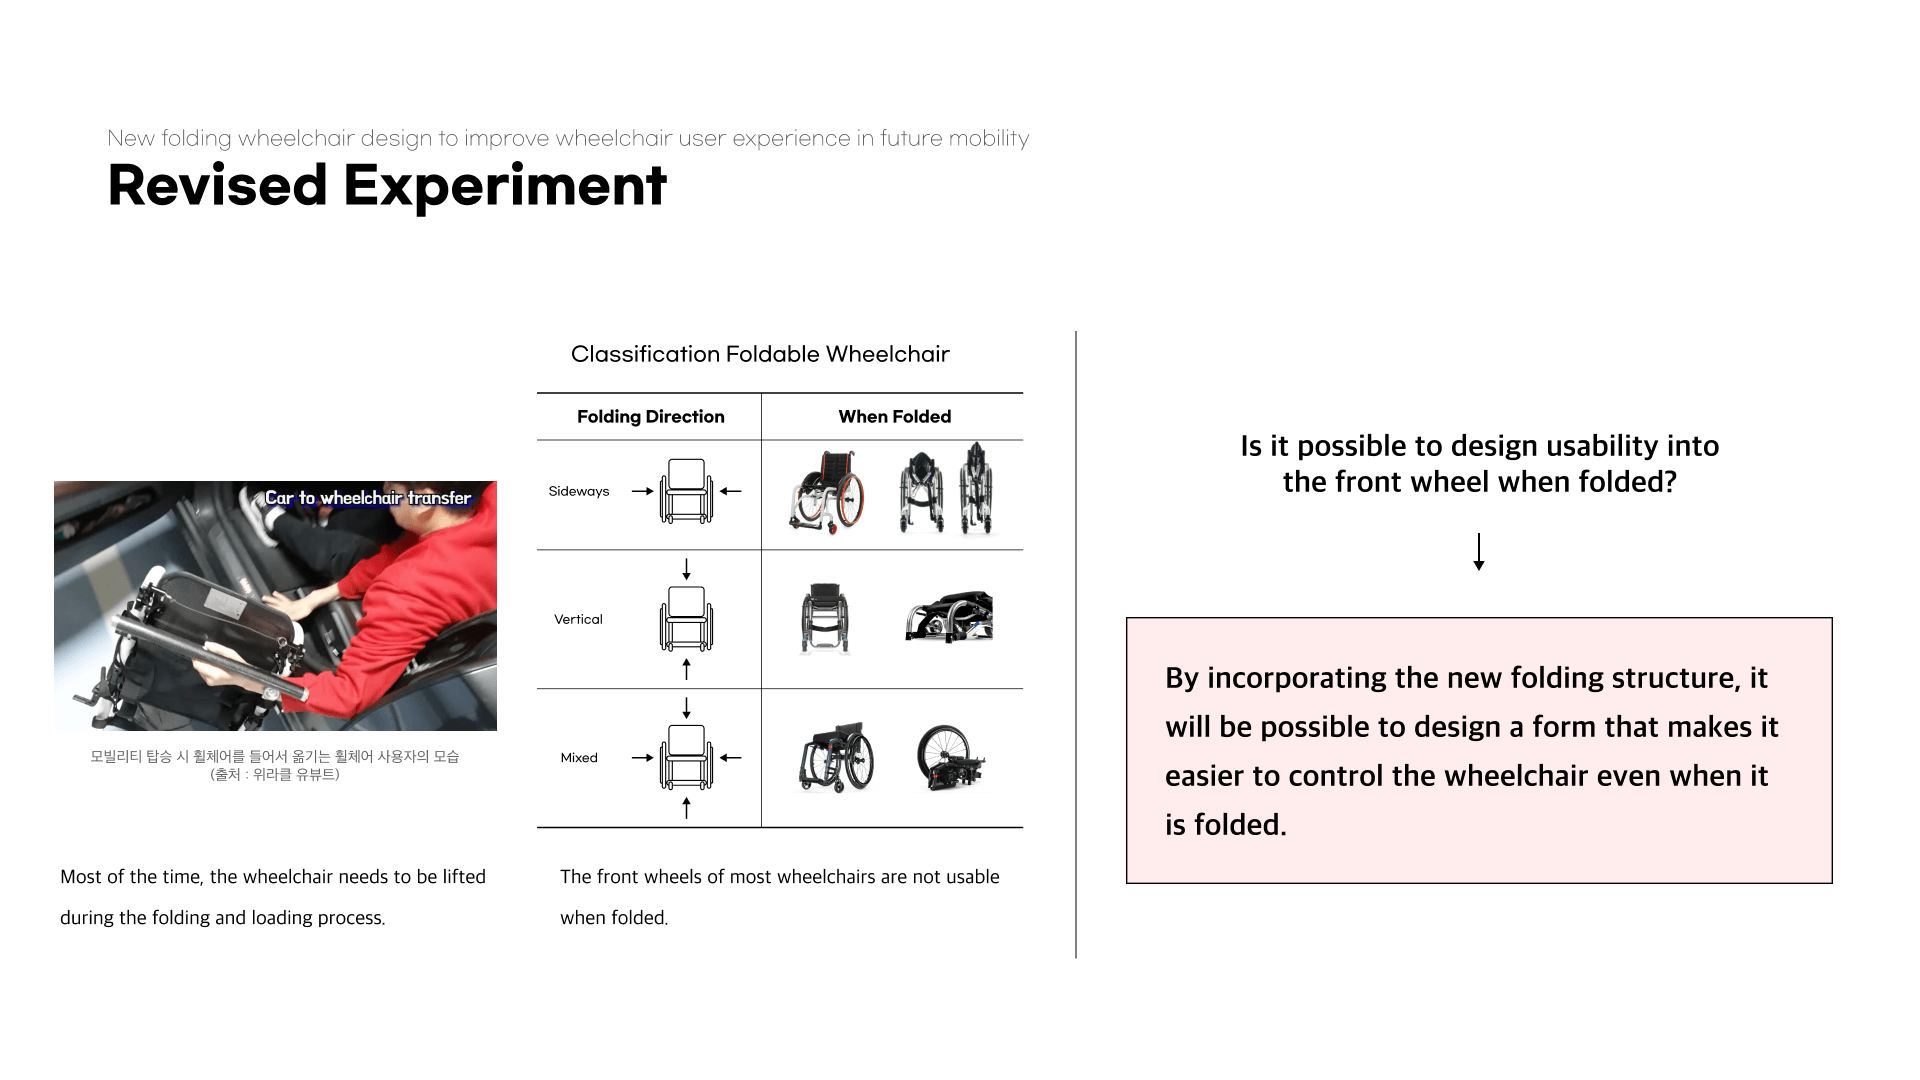 New folding wheelchair design to improve wheelchair user experience in future mobility
Revised Experiment
Car to wheelchair transfer
모빌리티 탑승 시 휠체어를 들어서 옮기는 휠체어 사용자의 모습
(출처 : 위라클 유뷰트)
Most of the time, the wheelchair needs to be lifted
during the folding and loading process.
Classification Foldable Wheelchair
Folding Direction
When Folded
Sideways
Vertical
Mixed
The front wheels of most wheelchairs are not usable
when folded.
Is it possible to design usability into
the front wheel when folded?
By incorporating the new folding structure, it
will be possible to design a form that makes it
easier to control the wheelchair even when it
is folded.